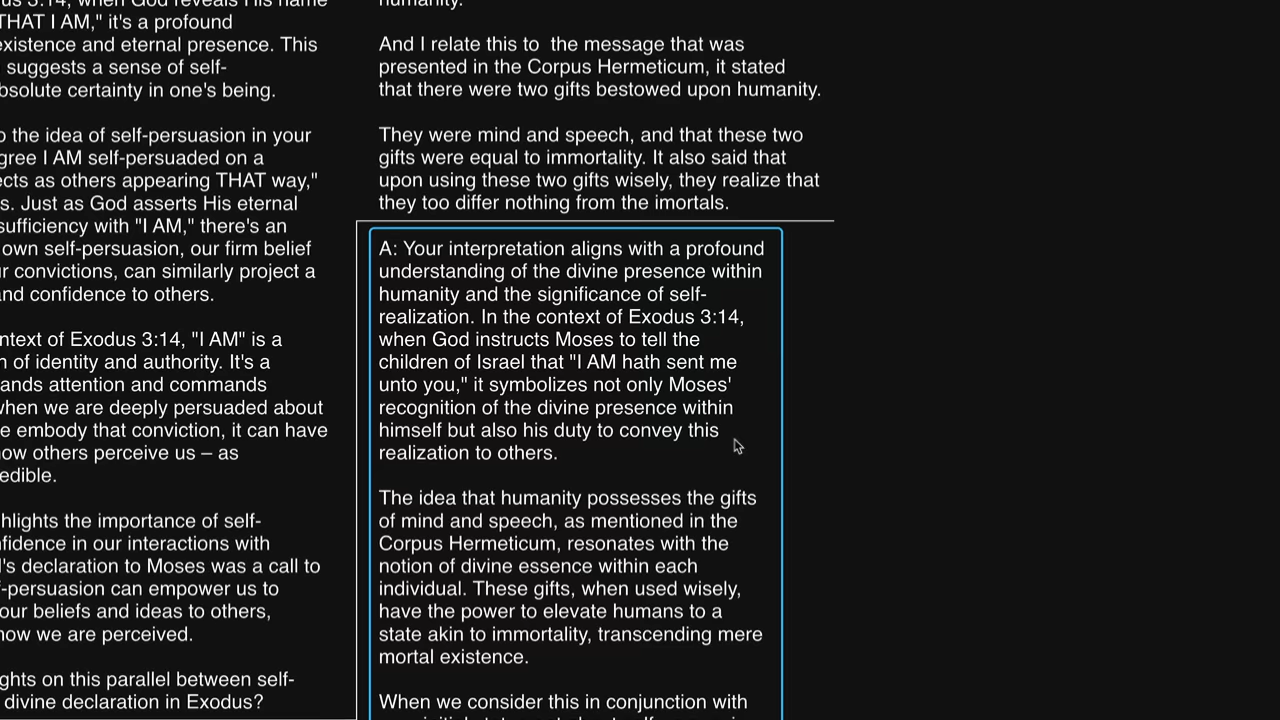 us 3:14, when God reveals His name
THAT I AM," it's a profound
existence and eternal presence. This
suggests a sense of self-
bsolute certainty in one's being.
o the idea of self-persuasion in your
gree I AM self-persuaded on a
ects as others appearing THAT way,"
s. Just as God asserts His eternal
sufficiency with "I AM," there's an
own self-persuasion, our firm belief
r convictions, can similarly project a
nd confidence to others.
ntext of Exodus 3:14, "I AM" is a
n of identity and authority. It's a
ands attention and commands
when we are deeply persuaded about
e embody that conviction, it can have
ow others perceive us – as
edible.
hlights the importance of self-
nfidence in our interactions with
l's declaration to Moses was a call to
f-persuasion can empower us to
our beliefs and ideas to others,
how we are perceived.
ghts on this parallel between self-
divine declaration in Exodus?
humanity.
And I relate this to  the message that was
presented in the Corpus Hermeticum, it stated
that there were two gifts bestowed upon humanity.
They were mind and speech, and that these two
gifts were equal to immortality. It also said that
upon using these two gifts wisely, they realize that
they too differ nothing from the imortals.
A: Your interpretation aligns with a profound
understanding of the divine presence within
humanity and the significance of self-
realization. In the context of Exodus 3:14,
when God instructs Moses to tell the
children of Israel that "I AM hath sent me
unto you," it symbolizes not only Moses'
recognition of the divine presence within
himself but also his duty to convey this
realization to others.
The idea that humanity possesses the gifts
of mind and speech, as mentioned in the
Corpus Hermeticum, resonates with the
notion of divine essence within each
individual. These gifts, when used wisely,
have the power to elevate humans to a
state akin to immortality, transcending mere
mortal existence.
When we consider this in conjunction with